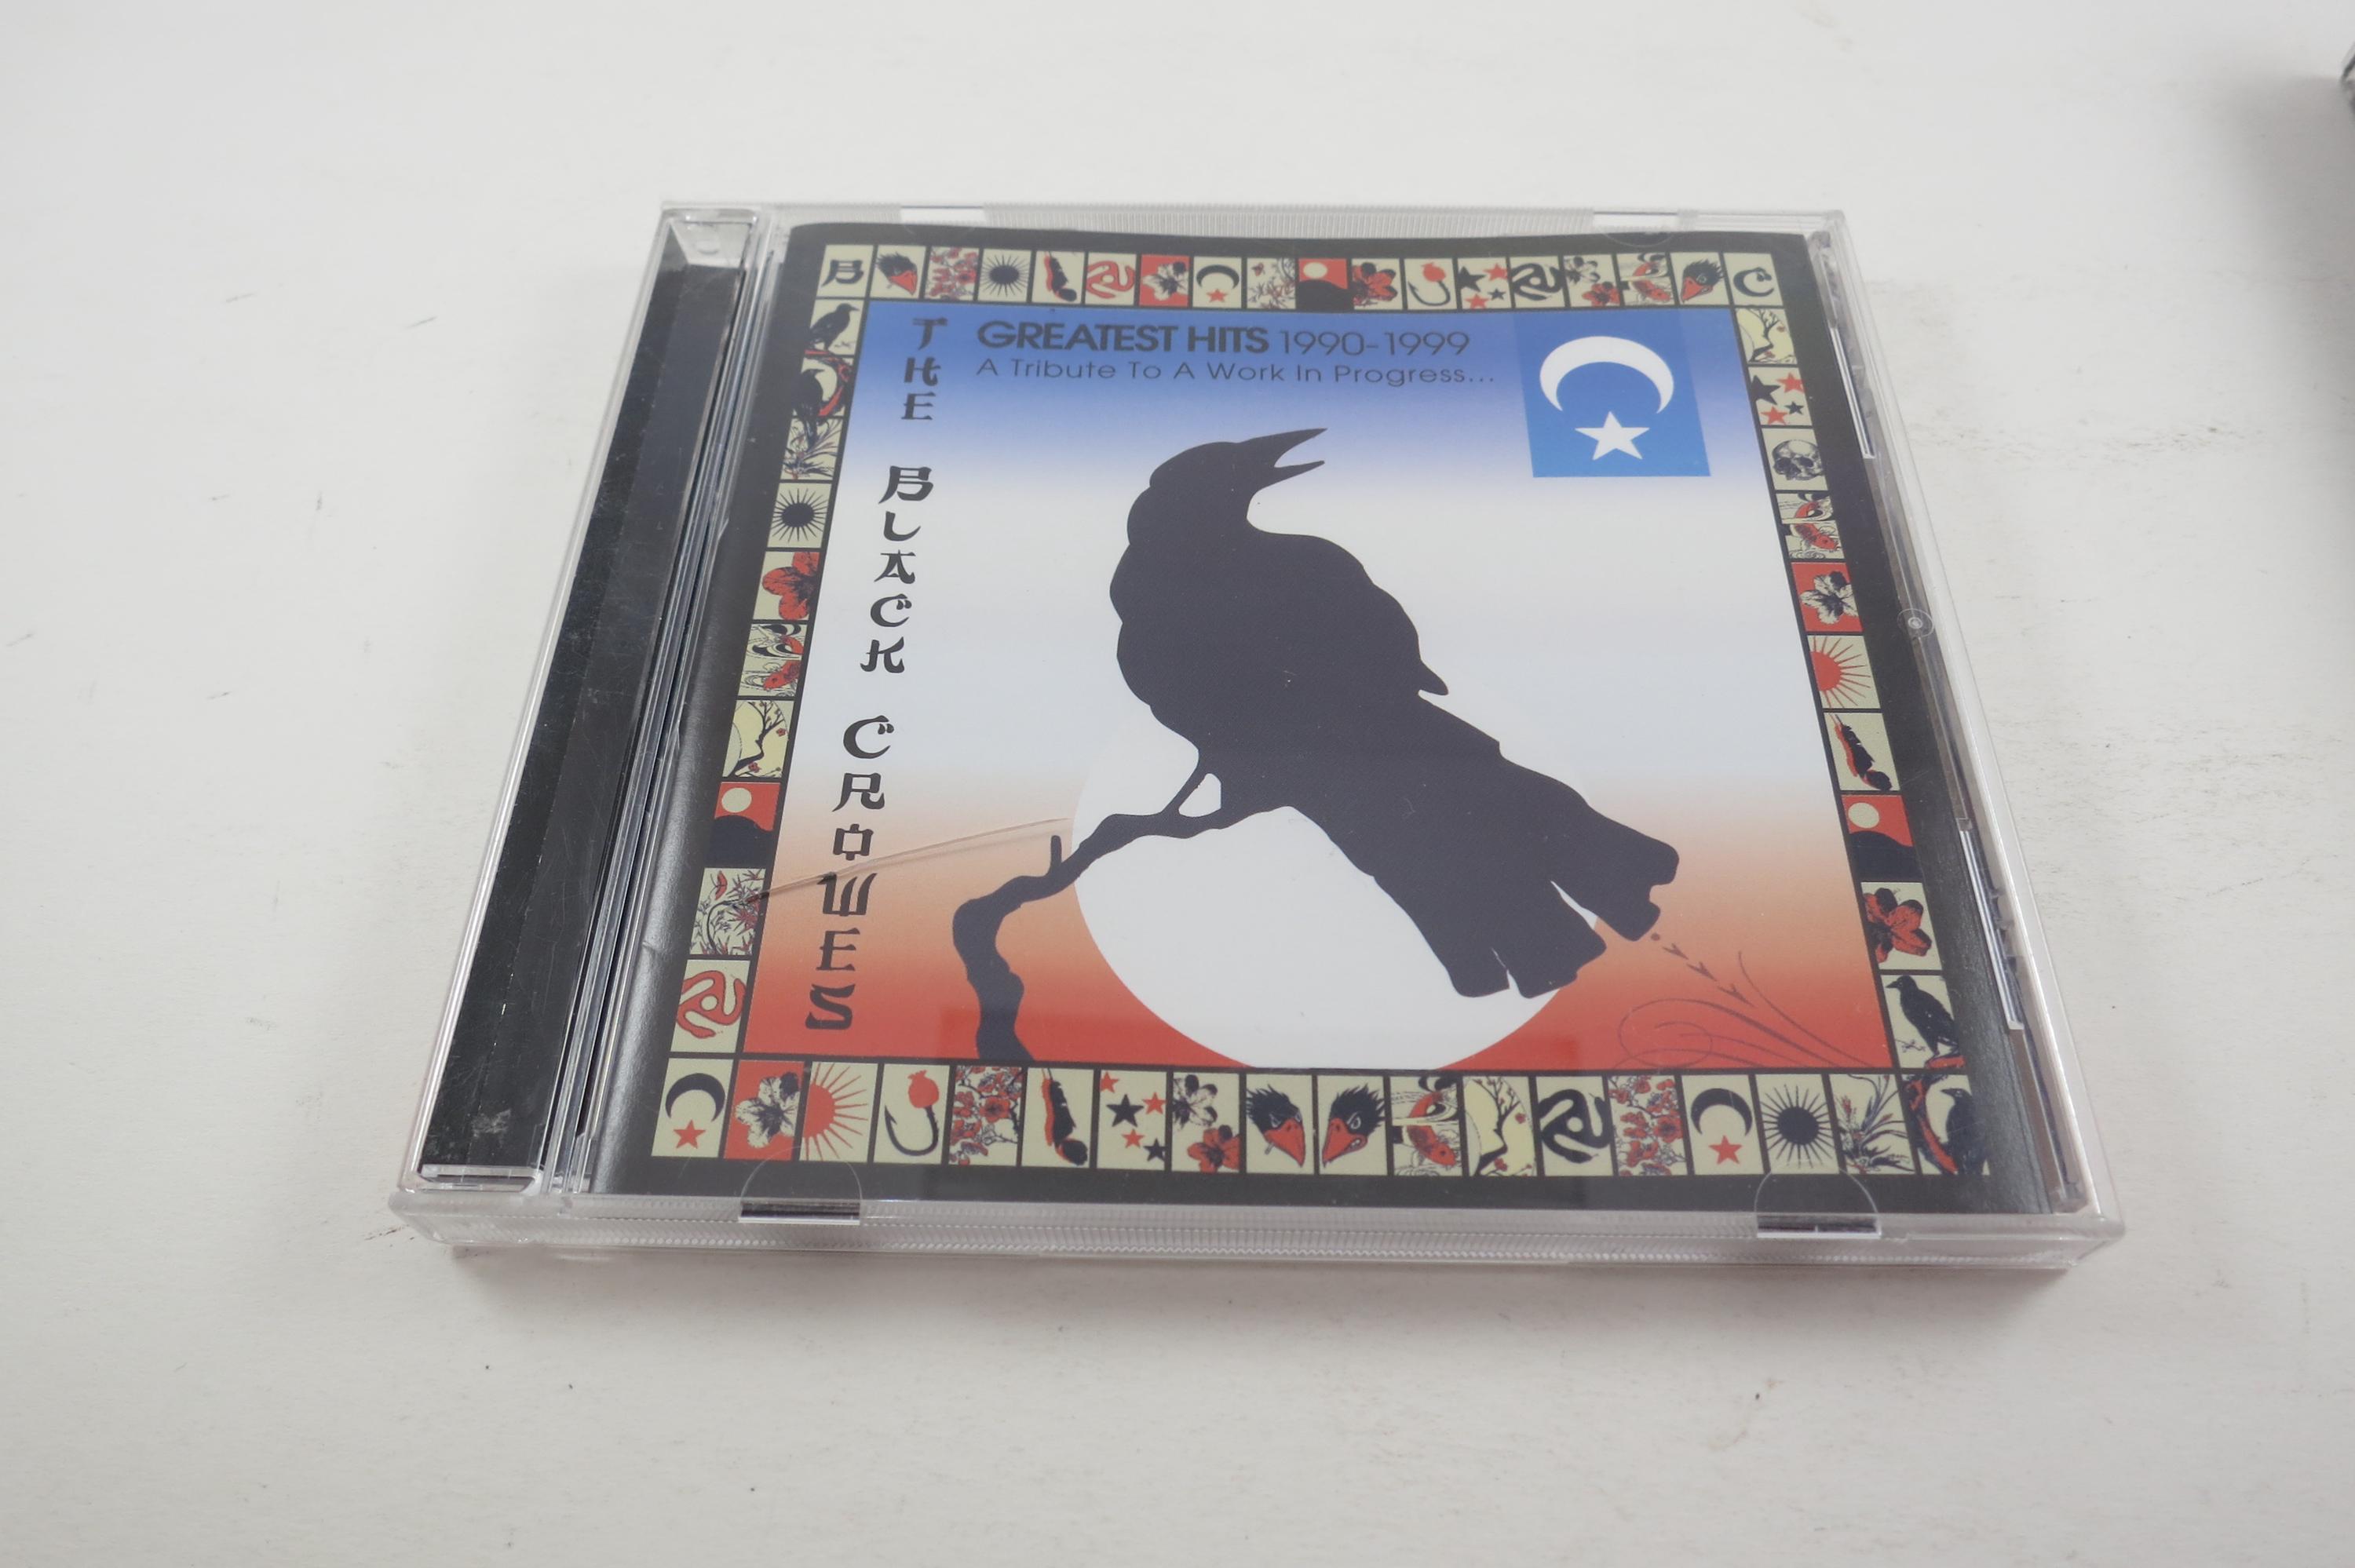 B
C
THE BLACK CROWES
GREATEST HITS 1990-1999
A Tribute To A Work In Progress...